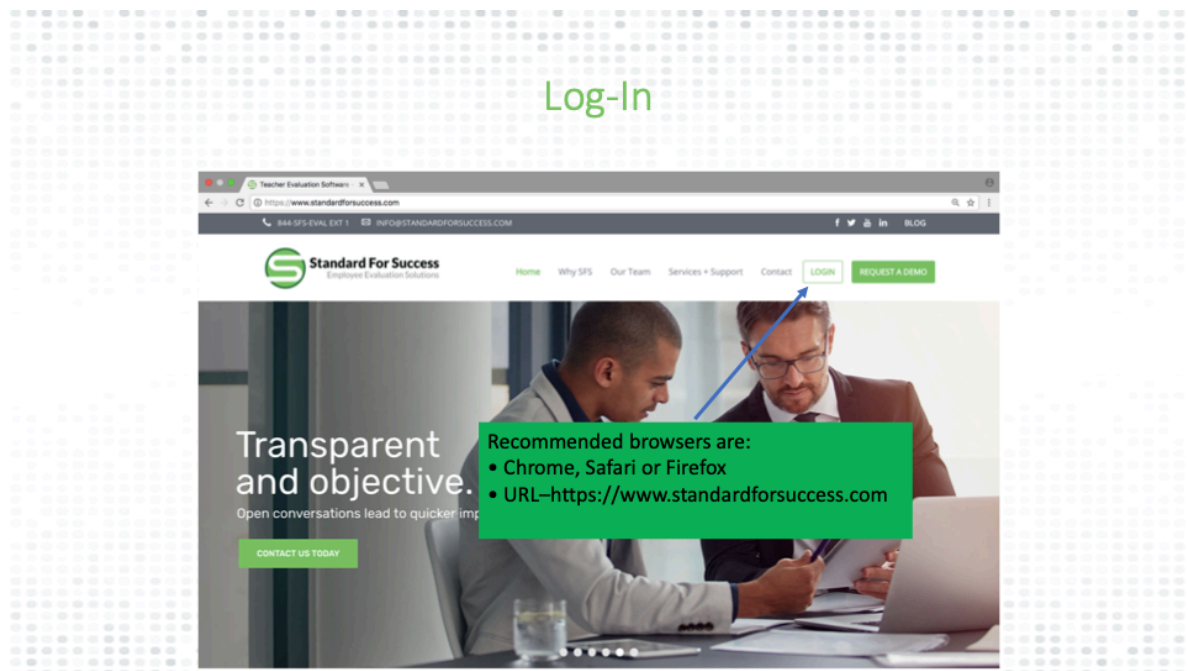 Log-In
Teacher Evaluation Software -
https://www.standardforsuccess.com
844-SFS-EVAL EXT 1 INFO@STANDARDFORSUCCESS.COM BLOG
Standard For Success
Employee Evaluation Solutions
Home Why SFS Our Team Services + Support Contact LOGIN REQUEST A DEMO
Transparent
and objective.
Open conversations lead to quicker imp
CONTACT US TODAY
Recommended browsers are:
• Chrome, Safari or Firefox
• URL–https://www.standardforsuccess.com